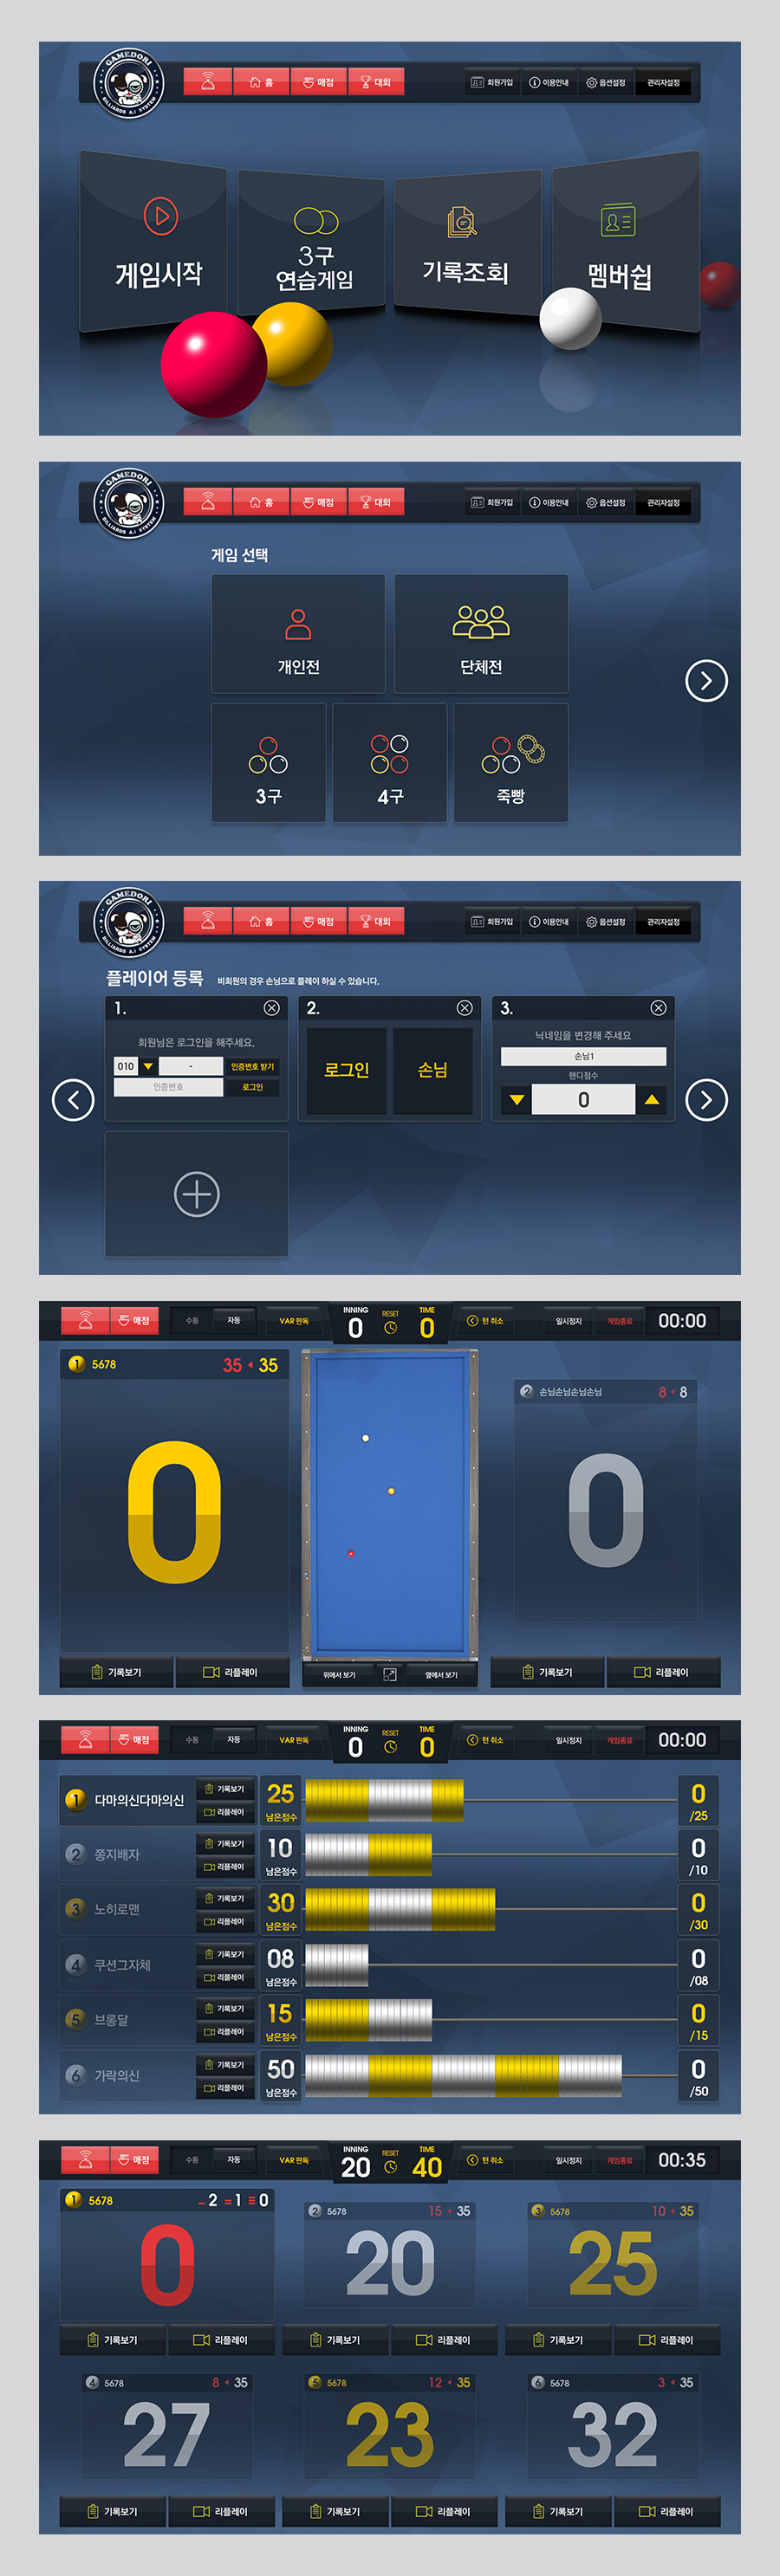 GAMEDORI
BILLIARDS A.I SYSTEM
홈 매점 대회
회원가입 이용안내 옵션설정 관리자설정
게임시작
3구
연습게임
기록조회
멤버쉽
GAMEDORI
BILLIARDS A.I SYSTEM
홈 매점 대회
회원가입 이용안내 옵션설정 관리자설정
게임 선택
개인전 단체전
3구 4구 죽빵
GAMEDORI
BILLIARDS A.I SYSTEM
홈 매점 대회
회원가입 이용안내 옵션설정 관리자설정
플레이어 등록 비회원의 경우 손님으로 플레이 하실 수 있습니다.
1.
회원님은 로그인을 해주세요.
010 - 인증번호 받기
인증번호 로그인
2.
로그인 손님
3.
닉네임을 변경해 주세요
손님1
핸디점수
0
매점 수동 자동 VAR 판독
INNING RESET TIME
0 0
턴 취소 일시정지 게임종료 00:00
1 5678 35 35
0
위에서 보기 옆에서 보기
2 손님손님손님손님 8 8
0
기록보기 리플레이
기록보기 리플레이
매점 수동 자동 VAR 판독
INNING RESET TIME
0 0
턴 취소 일시정지 게임종료 00:00
1 다마의신다마의신 기록보기 리플레이 25 남은점수 0 /25
2 쫑지배자 기록보기 리플레이 10 남은점수 0 /10
3 노히로맨 기록보기 리플레이 30 남은점수 0 /30
4 쿠션그자체 기록보기 리플레이 08 남은점수 0 /08
5 브롱달 기록보기 리플레이 15 남은점수 0 /15
6 가락의신 기록보기 리플레이 50 남은점수 0 /50
매점 수동 자동 VAR 판독
INNING RESET TIME
20 40
턴 취소 일시정지 게임종료 00:35
1 5678 2 1 0
0
2 5678 15 35
20
3 5678 10 35
25
기록보기 리플레이 기록보기 리플레이 기록보기 리플레이
4 5678 8 35
27
5 5678 12 35
23
6 5678 3 35
32
기록보기 리플레이 기록보기 리플레이 기록보기 리플레이